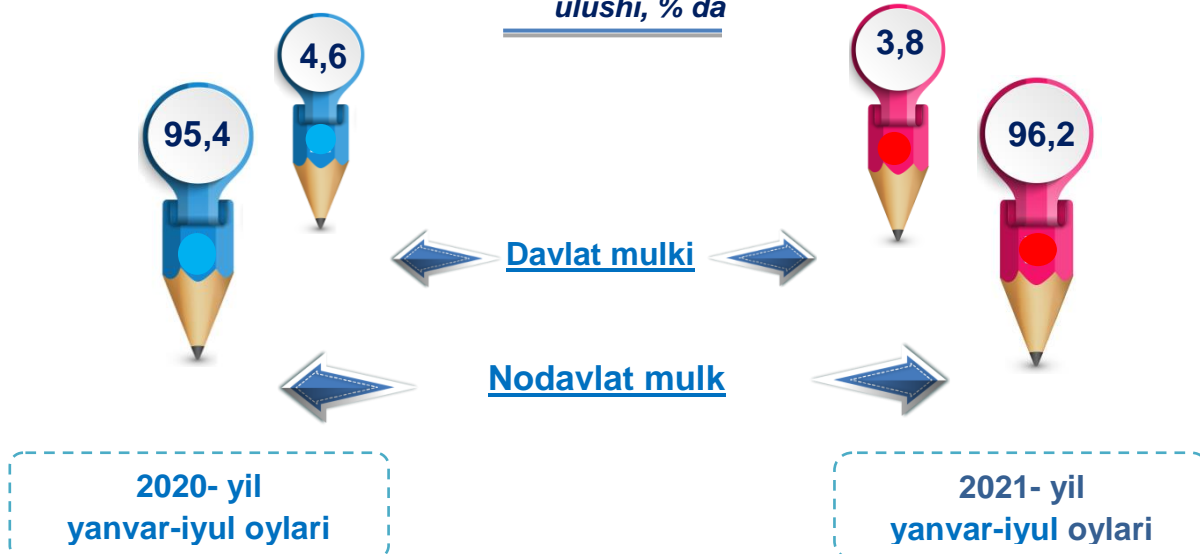 ulushi, % da
4,6
3,8
95,4
96,2
Davlat mulki
Nodavlat mulk
2020- yil
yanvar-iyul oylari
2021- yil
yanvar-iyul oylari